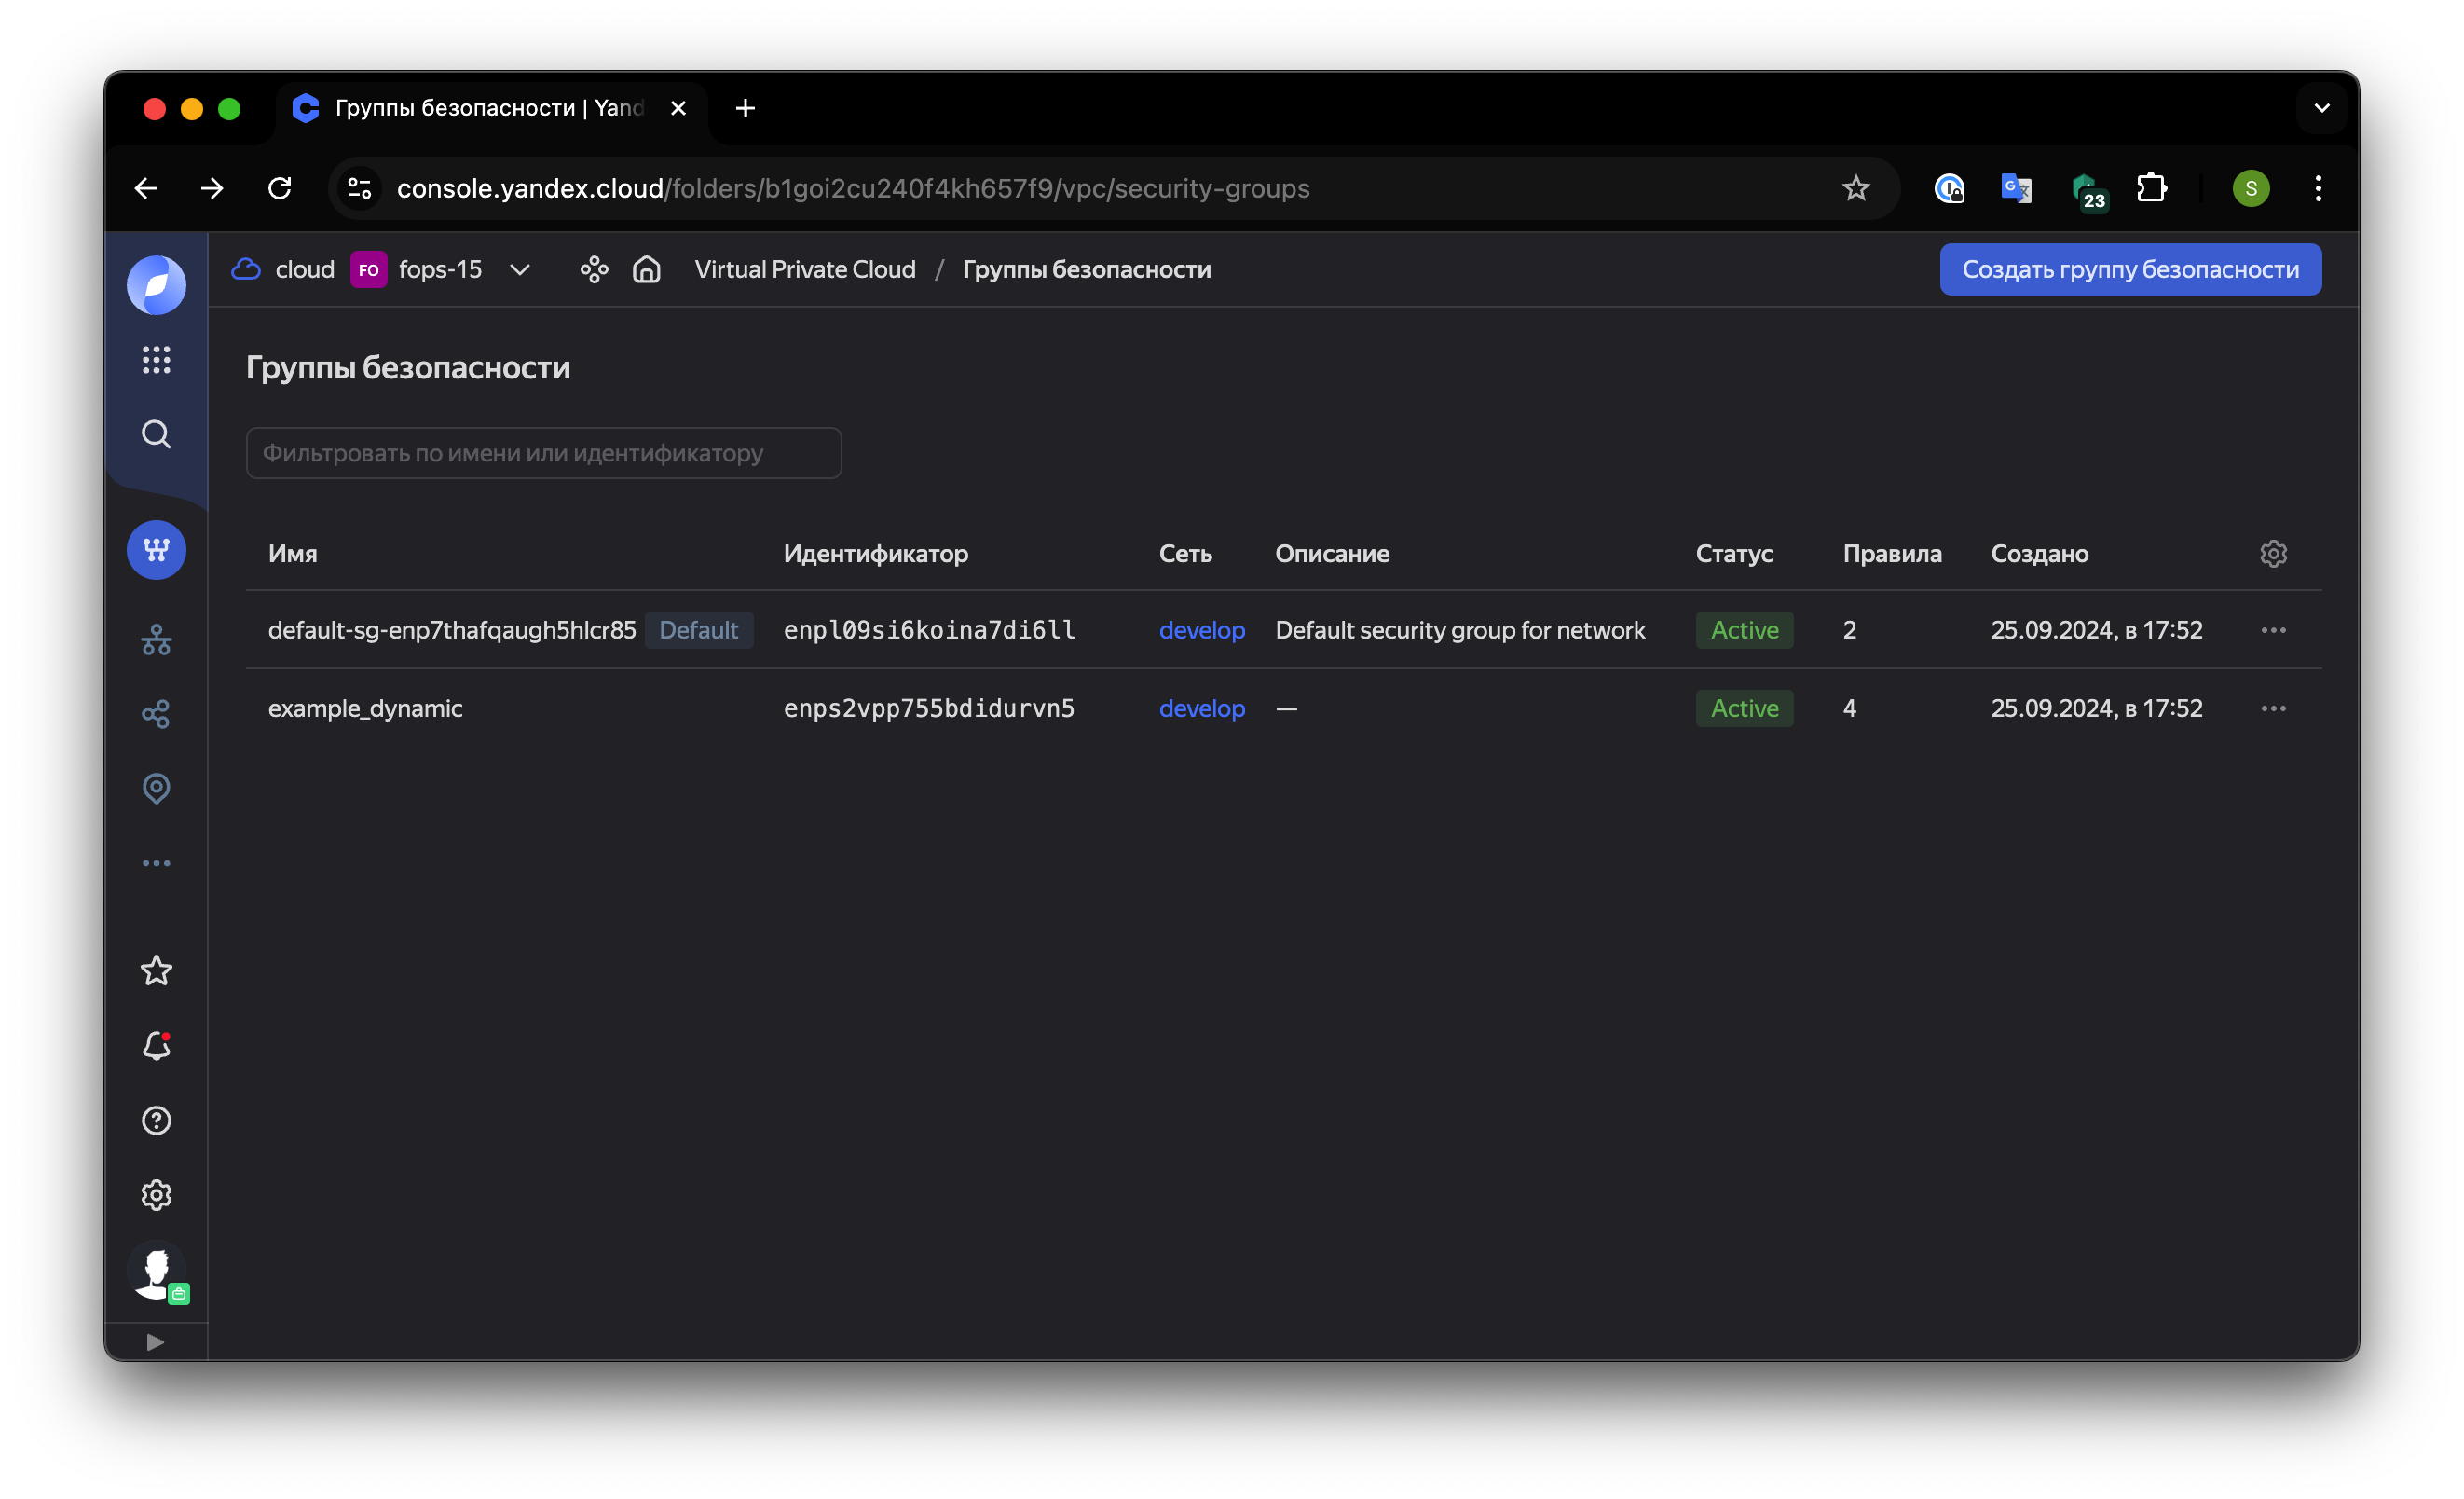 Группы безопасности | Yand
console.yandex.cloud/folders/b1goi2cu240f4kh657f9/vpc/security-groups
23
S
cloud FO fops-15 Virtual Private Cloud / Группы безопасности Создать группу безопасности
Группы безопасности
Фильтровать по имени или идентификатору
Имя Идентификатор Сеть Описание Статус Правила Создано
default-sg-enp7thafqaugh5hlcr85 Default enpl09si6koina7di6ll develop Default security group for network Active 2 25.09.2024, в 17:52
example_dynamic enps2vpp755bdidurvn5 develop — Active 4 25.09.2024, в 17:52